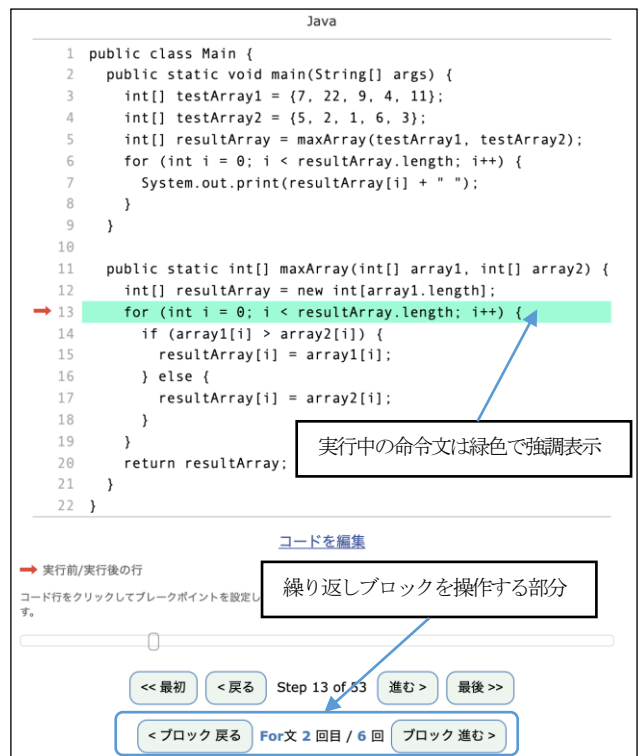 Java
1 public class Main {
2 public static void main(String[] args) {
3 int[] testArray1 = {7, 22, 9, 4, 11};
4 int[] testArray2 = {5, 2, 1, 6, 3};
5 int[] resultArray = maxArray(testArray1, testArray2);
6 for (int i = 0; i < resultArray.length; i++) {
7 System.out.print(resultArray[i] + " ");
8 }
9 }
10
11 public static int[] maxArray(int[] array1, int[] array2) {
12 int[] resultArray = new int[array1.length];
13 for (int i = 0; i < resultArray.length; i++) {
14 if (array1[i] > array2[i]) {
15 resultArray[i] = array1[i];
16 } else {
17 resultArray[i] = array2[i];
18 }
19 }
20 return resultArray;
21 }
22 }
実行中の命令文は緑色で強調表示
コードを編集
実行前/実行後の行
繰り返しブロックを操作する部分
コード行をクリックしてブレークポイントを設定し
す。
<< 最初 < 戻る Step 13 of 53 進む > 最後 >>
< ブロック 戻る For文 2 回目 / 6 回 ブロック 進む >